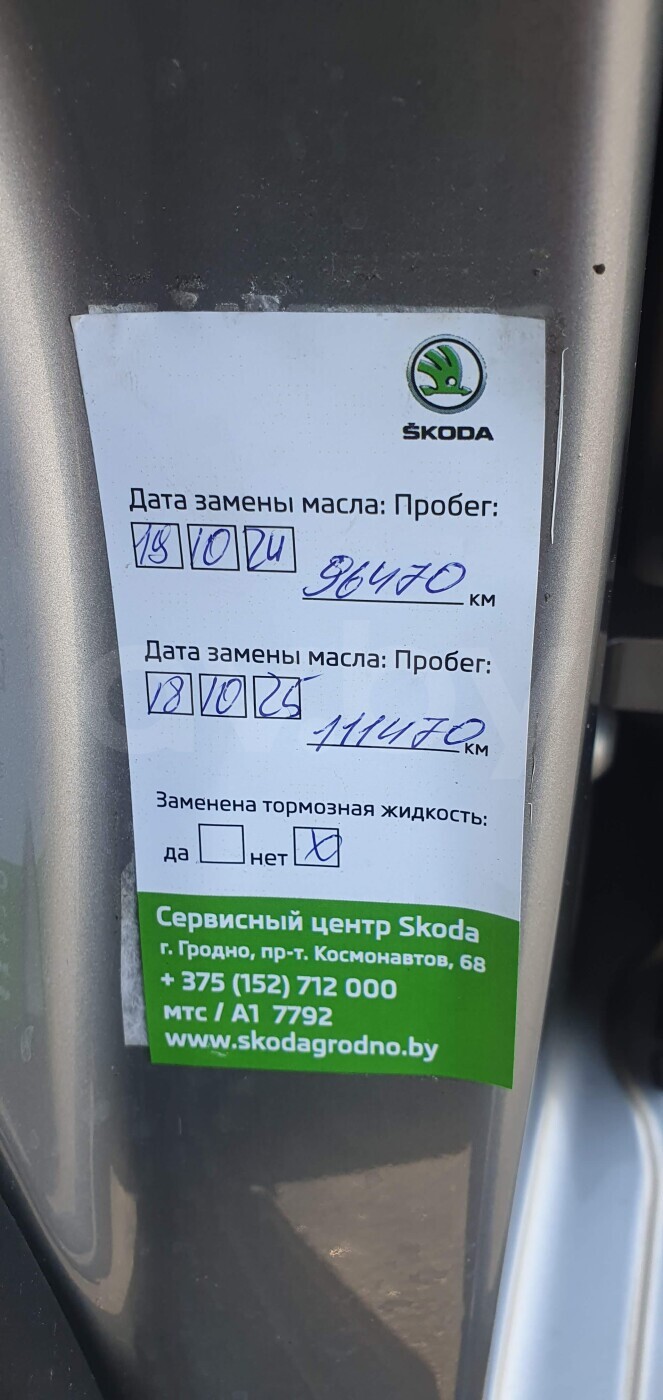 ŠKODA
Дата замены масла: Пробег:
18 10 24 96470 км
Дата замены масла: Пробег:
18 10 25 111470 км
Заменена тормозная жидкость:
да нет X
Сервисный центр Skoda
г. Гродно, пр-т. Космонавтов, 68
+ 375 (152) 712 000
мтс / А1 7792
www.skodagrodno.by